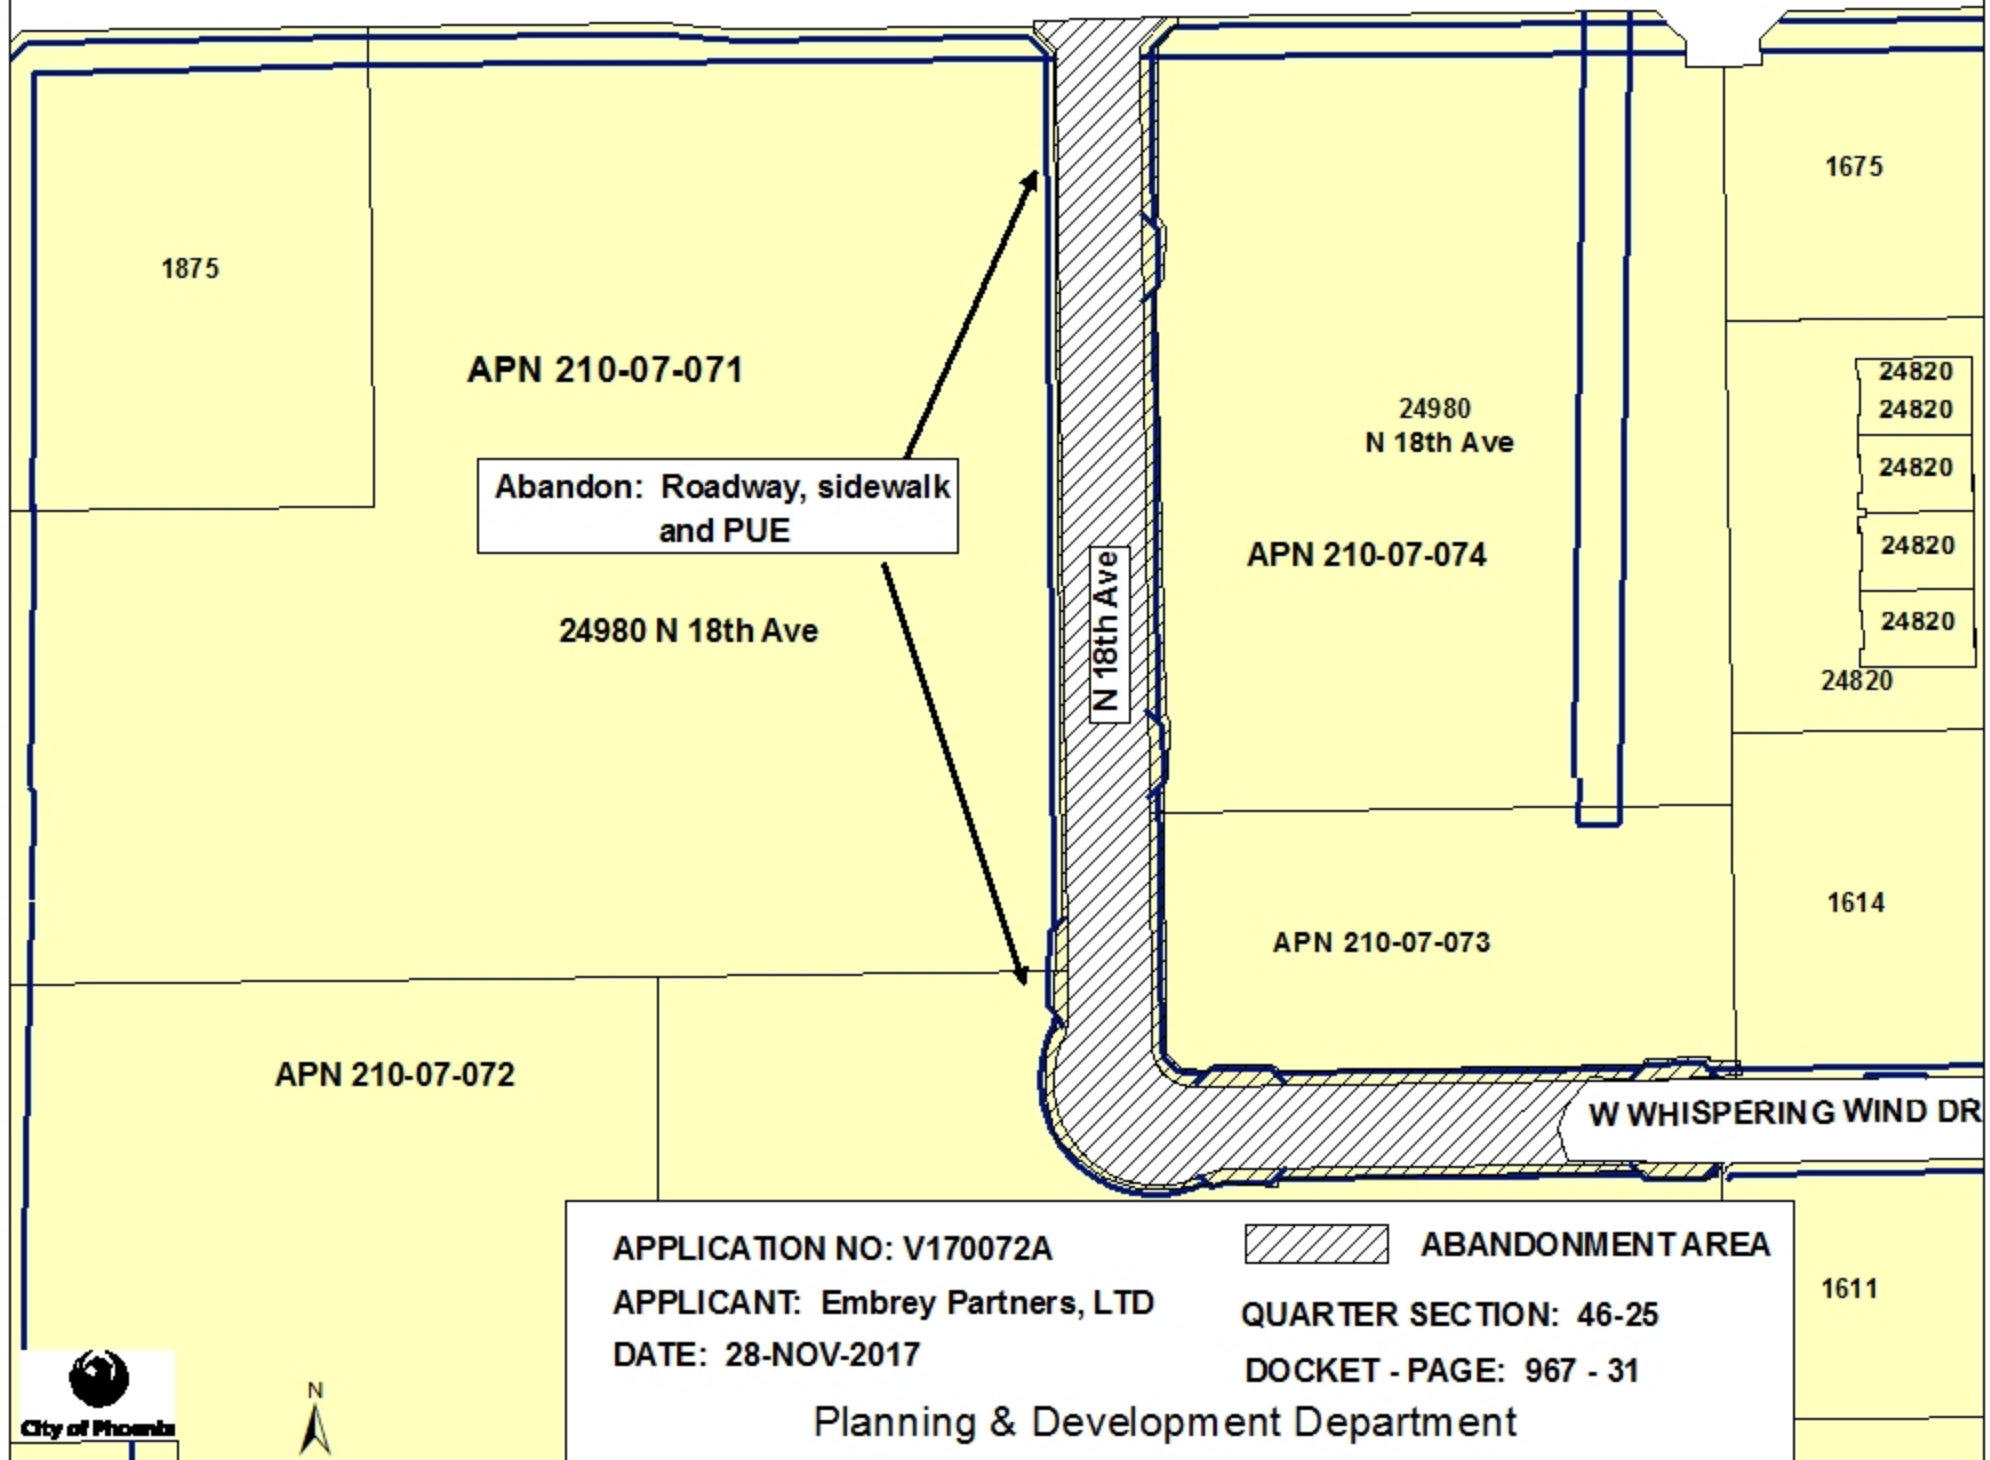 1675
1875
APN 210-07-071
24820
24820
24980
N 18th Ave
24820
Abandon: Roadway, sidewalk
and PUE
APN 210-07-074
24820
N 18th Ave
24980 N 18th Ave
24820
24820
1614
APN 210-07-073
APN 210-07-072
W WHISPERING WIND DR
APPLICATION NO: V170072A
ABANDONMENT AREA
APPLICANT: Embrey Partners, LTD
QUARTER SECTION: 46-25
DATE: 28-NOV-2017
DOCKET - PAGE: 967 - 31
Planning & Development Department
1611
N
City of Phoenix